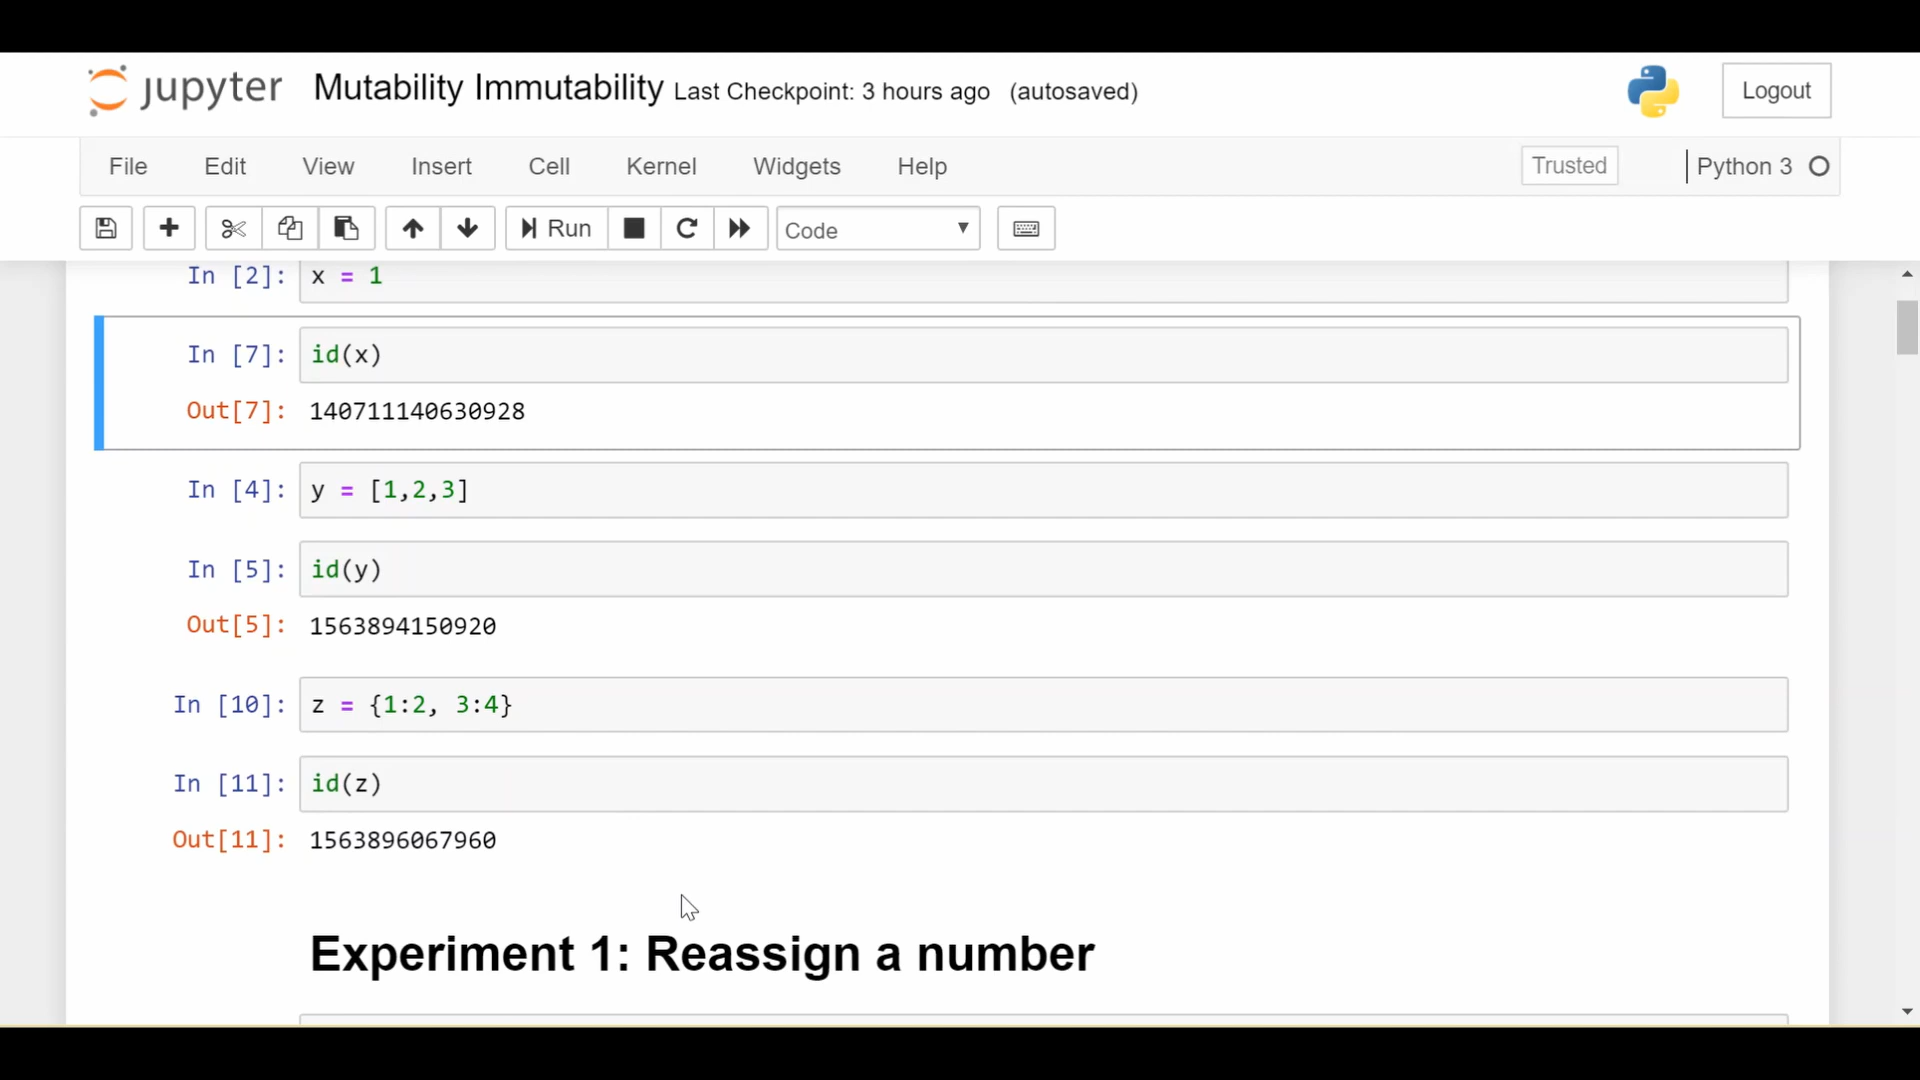 jupyter Mutability Immutability Last Checkpoint: 3 hours ago (autosaved) Logout
File Edit View Insert Cell Kernel Widgets Help Trusted Python 3
Run Code
In [2]: x = 1
In [7]: id(x)
Out[7]: 140711140630928
In [4]: y = [1,2,3]
In [5]: id(y)
Out[5]: 1563894150920
In [10]: z = {1:2, 3:4}
In [11]: id(z)
Out[11]: 1563896067960
Experiment 1: Reassign a number